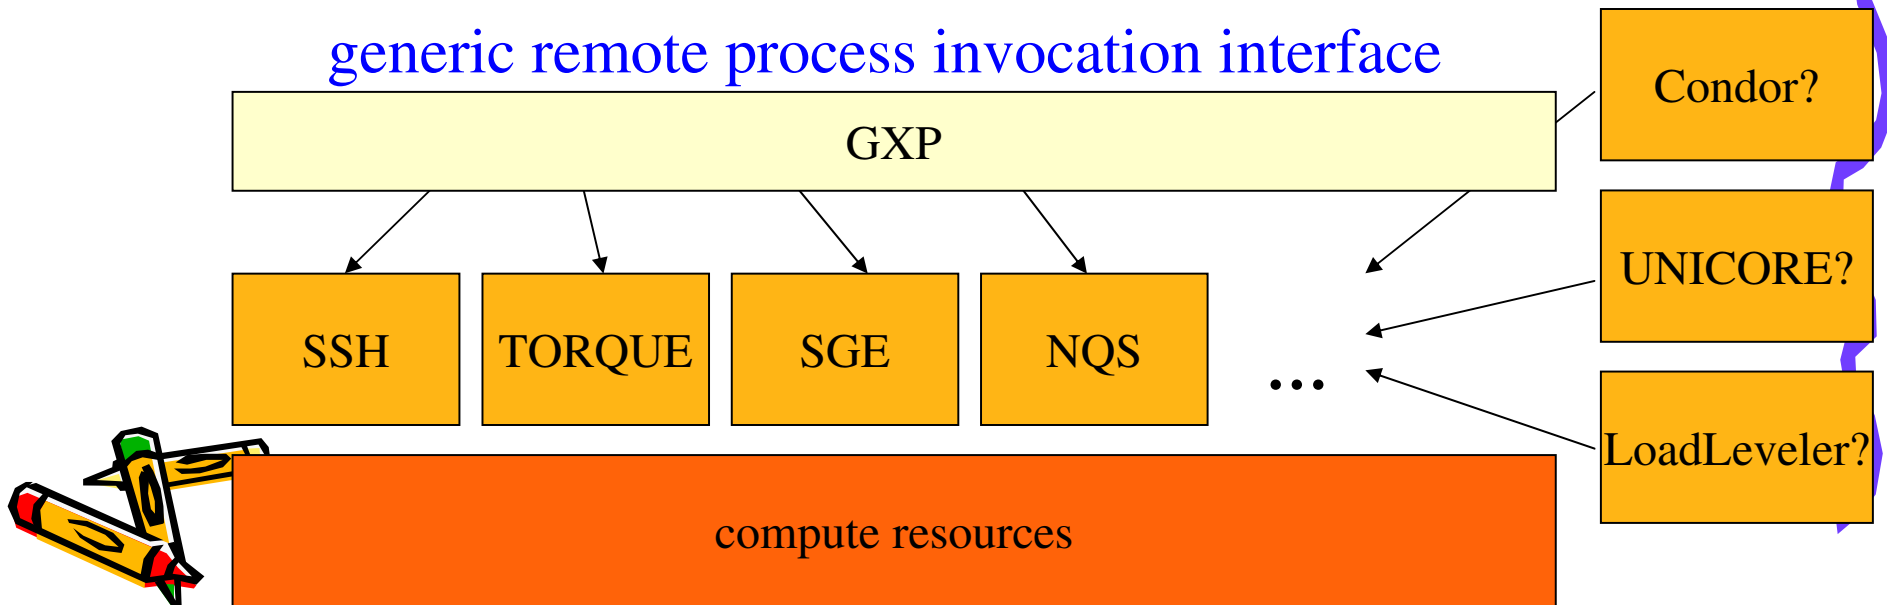 generic remote process invocation interface
GXP
Condor?
UNICORE?
SSH
TORQUE
SGE
NQS
...
LoadLeveler?
compute resources